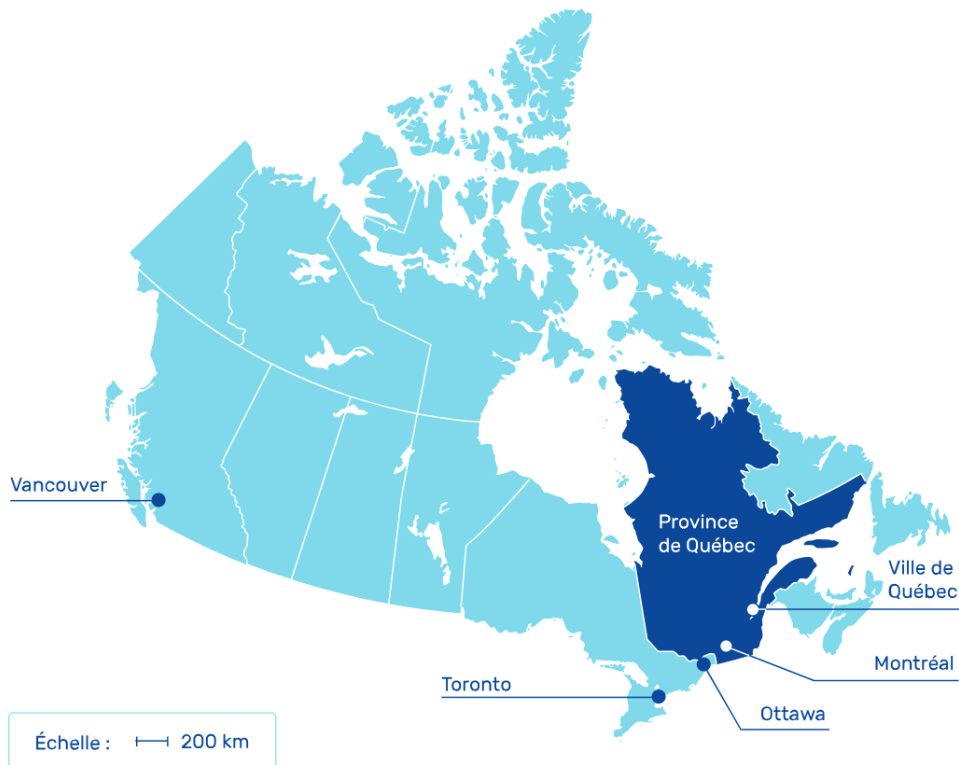 Vancouver
Province
de Québec
Ville de
Québec
Montréal
Toronto
Ottawa
Échelle : 200 km